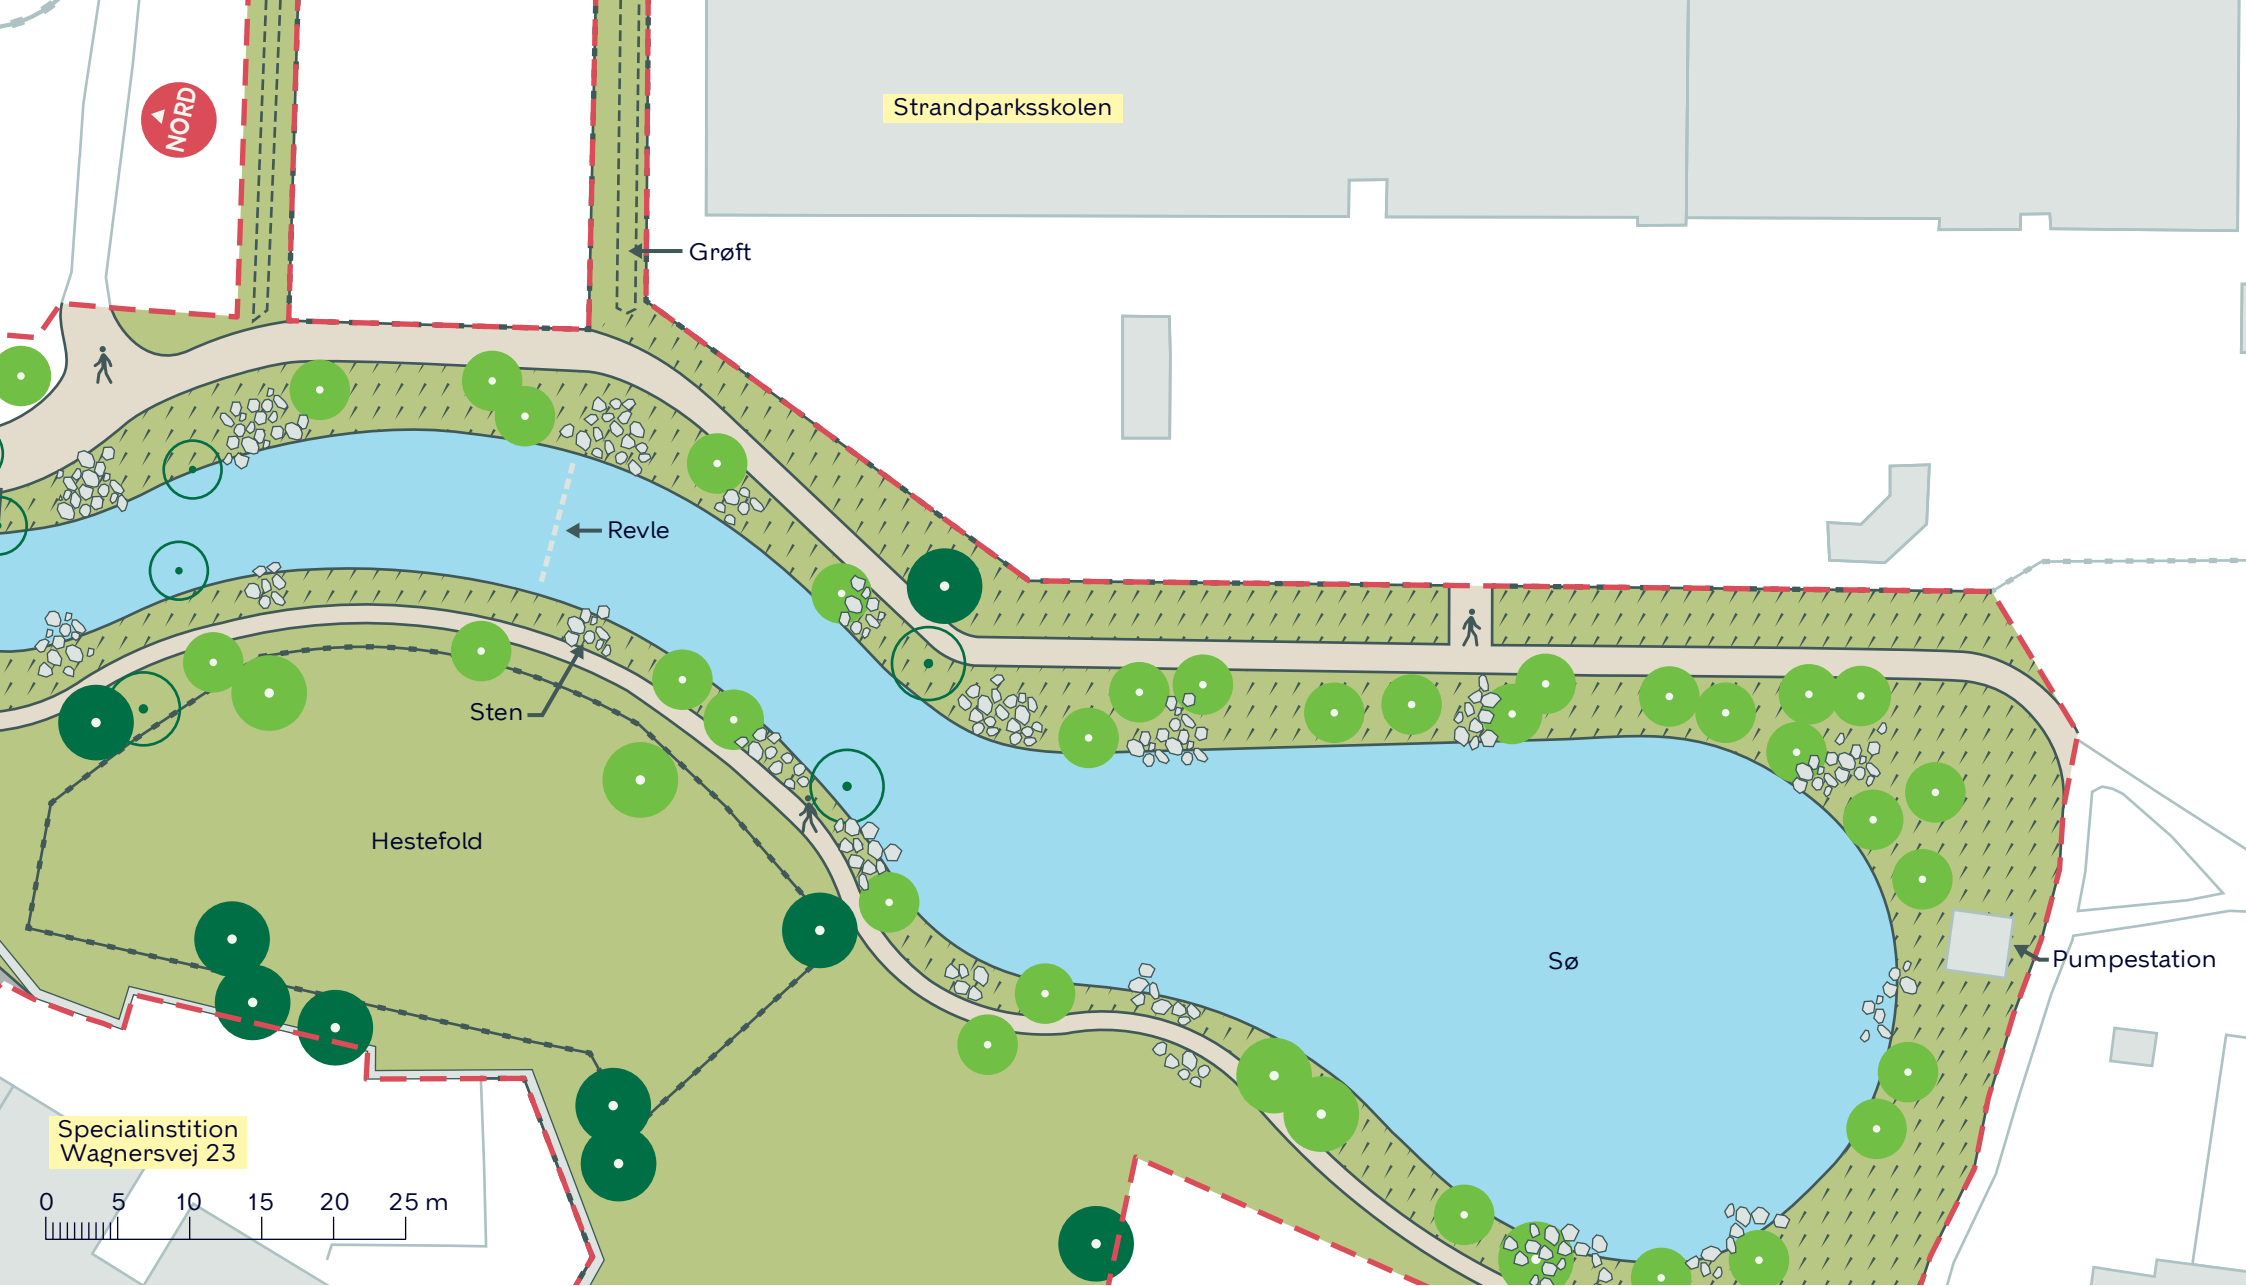 NORD
Strandparksskolen
Grøft
Revle
Sten
Hestefold
Sø
Pumpestation
Specialinstition
Wagnersvej 23
0 5 10 15 20 25 m